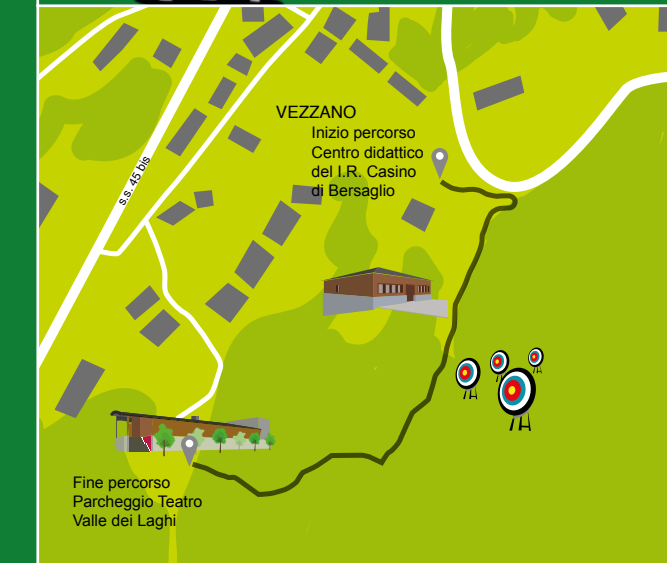 VEZZANO
Inizio percorso
Centro didattico
del I.R. Casino
di Bersaglio
s.s. 45 bis
Fine percorso
Parcheggio Teatro
Valle dei Laghi